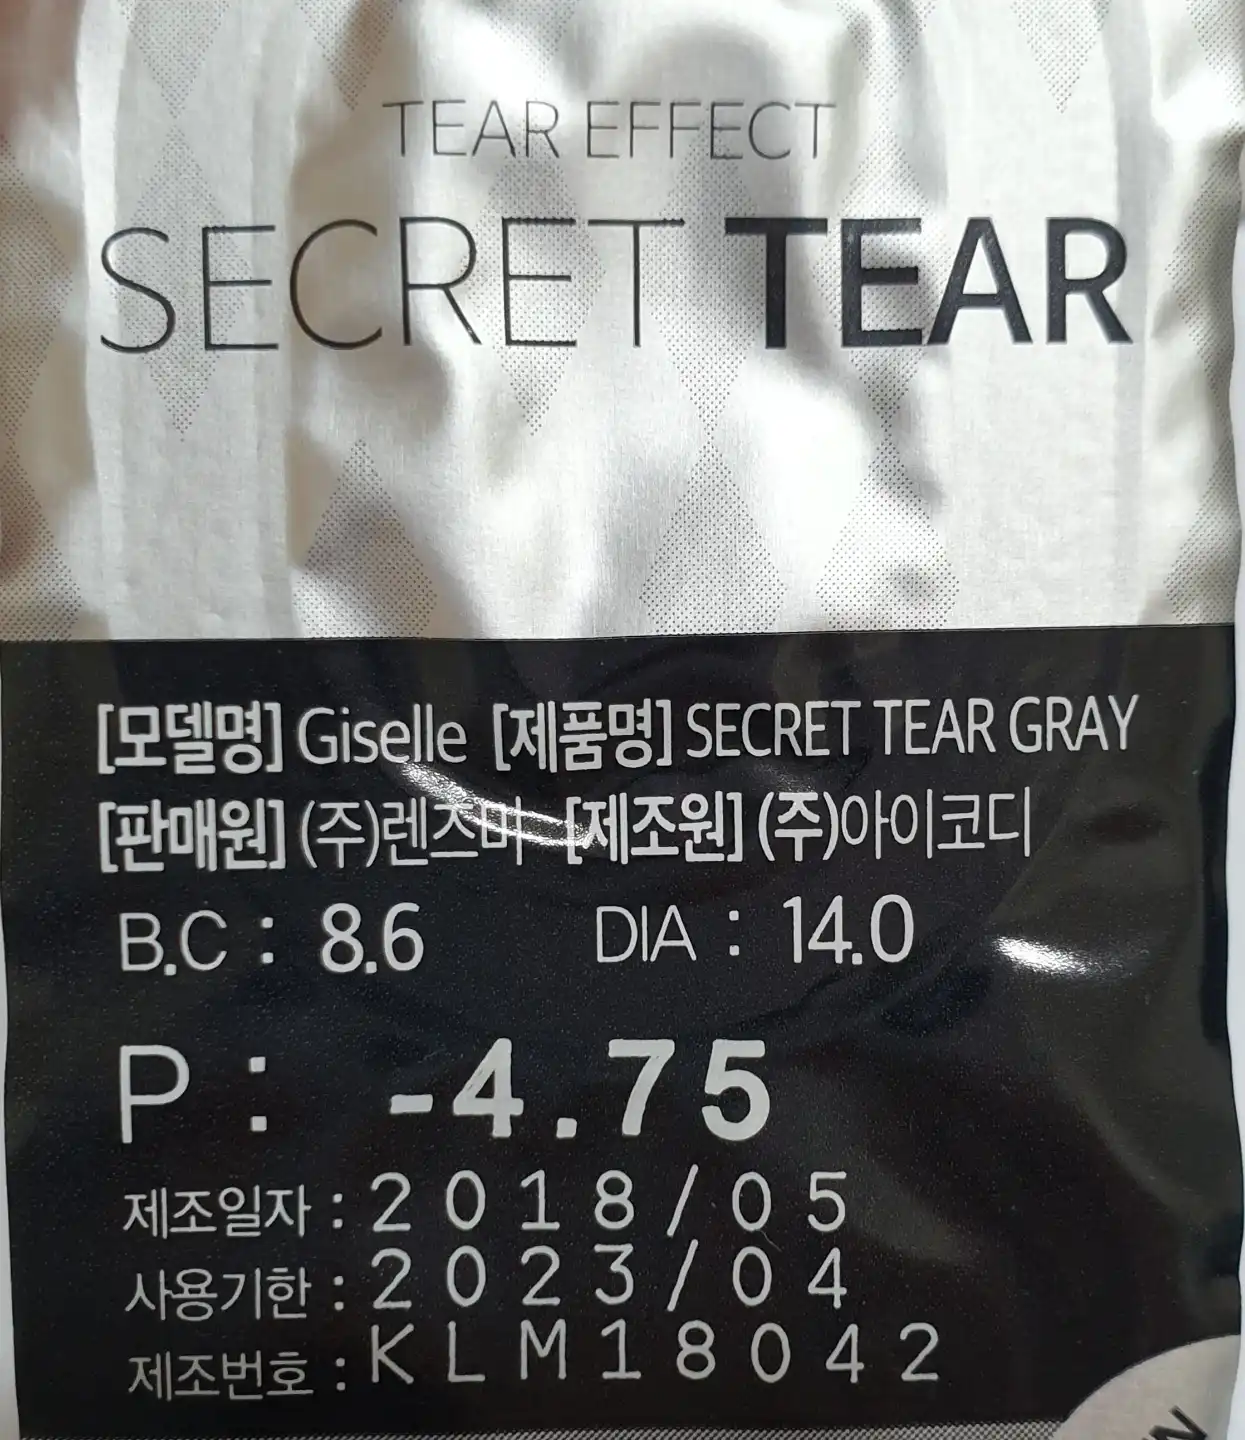 TEAR EFFECT
SECRET TEAR
[모델명] Giselle [제품명] SECRET TEAR GRAY
[판매원] (주)렌즈미 [제조원] (주)아이코디
B.C : 8.6 DIA : 14.0
P : -4.75
제조일자 : 2018/05
사용기한 : 2023/04
제조번호 : KLM18042